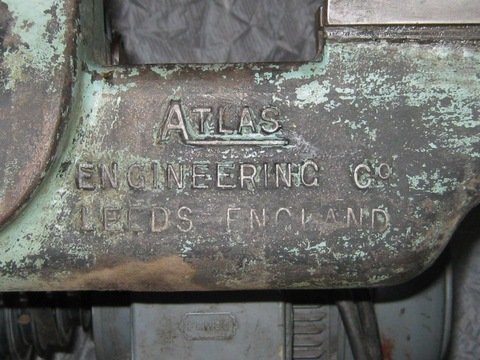 ATLAS
ENGINEERING Co
LEEDS ENGLAND